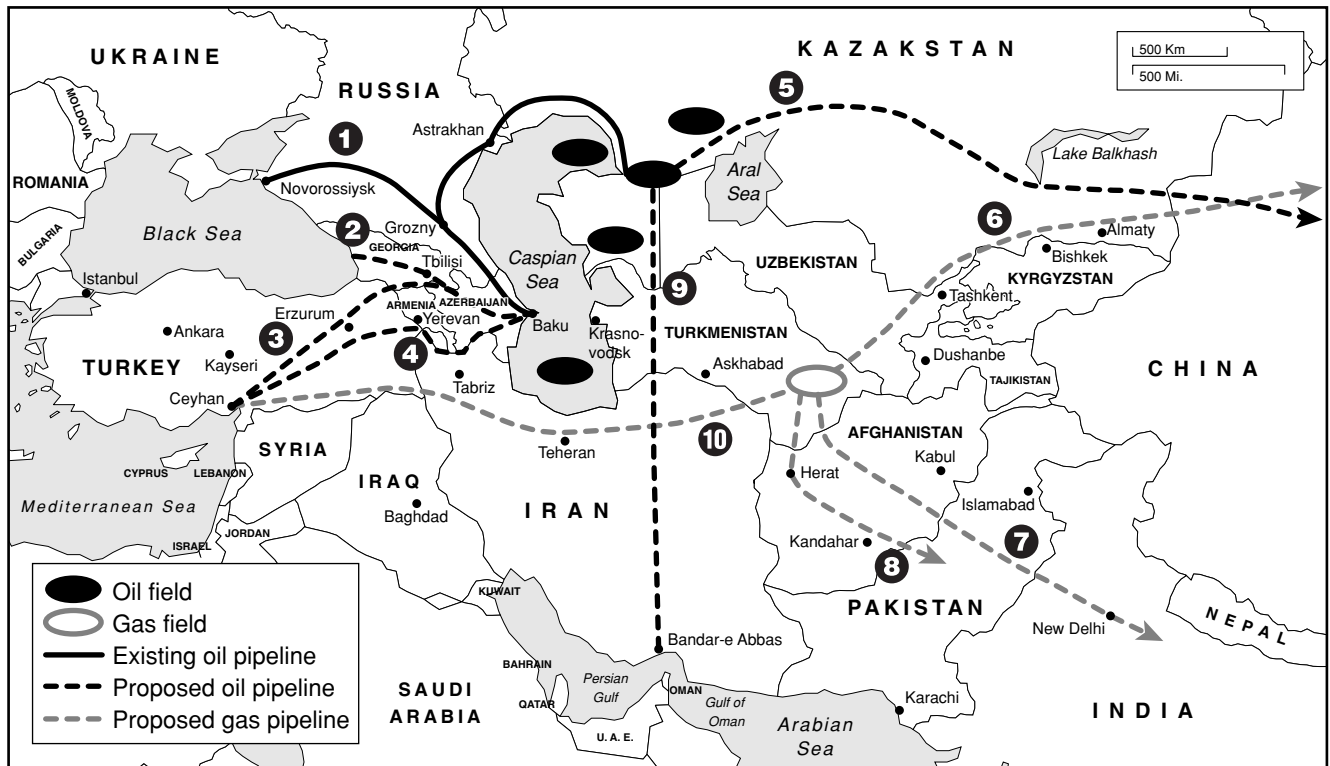 UKRAINE
KAZAKSTAN
500 Km
500 Mi.
MOLDOVA
RUSSIA
5
Astrakhan
1
Lake Balkhash
ROMANIA
Aral
Sea
Novorossiysk
6
BULGARIA
Black Sea
2
Grozny
GEORGIA
Tbilisi
Caspian
Sea
Almaty
Bishkek
UZBEKISTAN
KYRGYZSTAN
Istanbul
9
Tashkent
ARMENIA
AZERBAIJAN
Erzurum
Yerevan
Baku
Ankara
3
Krasno-
vodsk
TURKMENISTAN
4
Kayseri
TURKEY
Dushanbe
Askhabad
CHINA
TAJIKISTAN
Tabriz
Ceyhan
10
AFGHANISTAN
SYRIA
Teheran
Kabul
CYPRUS
LEBANON
Herat
IRAQ
Islamabad
Mediterranean Sea
IRAN
Baghdad
JORDAN
ISRAEL
Kandahar
7
8
Oil field
KUWAIT
PAKISTAN
Gas field
NEPAL
New Delhi
Existing oil pipeline
Bandar-e Abbas
BAHRAIN
Proposed oil pipeline
SAUDI
ARABIA
Persian
Gulf
OMAN
QATAR
Gulf of
Oman
Karachi
Proposed gas pipeline
Arabian
Sea
INDIA
U. A. E.